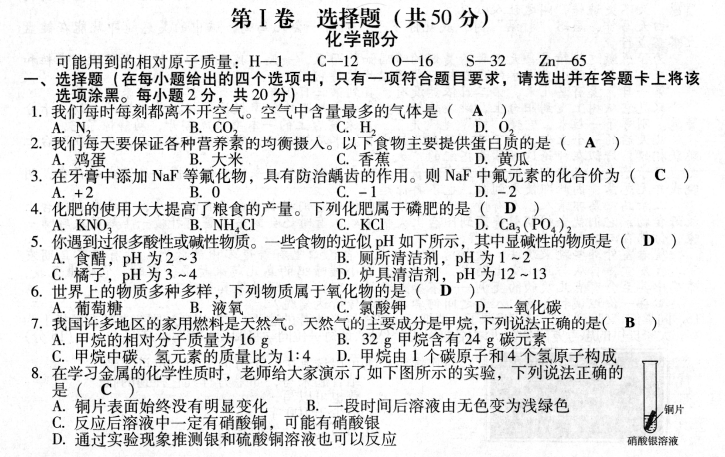 第Ⅰ卷 选择题（共50分）
化学部分
可能用到的相对原子质量：H—1 C—12 O—16 S—32 Zn—65
一、选择题（在每小题给出的四个选项中，只有一项符合题目要求，请选出并在答题卡上将该
选项涂黑。每小题2分，共20分）
1. 我们每时每刻都离不开空气。空气中含量最多的气体是（ A ）
A. N₂ B. CO₂ C. H₂ D. O₂
2. 我们每天要保证各种营养素的均衡摄入。以下食物主要提供蛋白质的是（ A ）
A. 鸡蛋 B. 大米 C. 香蕉 D. 黄瓜
3. 在牙膏中添加 NaF 等氟化物，具有防治龋齿的作用。则 NaF 中氟元素的化合价为（ C ）
A. +2 B. 0 C. -1 D. -2
4. 化肥的使用大大提高了粮食的产量。下列化肥属于磷肥的是（ D ）
A. KNO₃ B. NH₄Cl C. KCl D. Ca₃(PO₄)₂
5. 你遇到过很多酸性或碱性物质。一些食物的近似 pH 如下所示，其中显碱性的物质是（ D ）
A. 食醋，pH 为 2~3 B. 厕所清洁剂，pH 为 1~2
C. 橘子，pH 为 3~4 D. 炉具清洁剂，pH 为 12~13
6. 世界上的物质多种多样，下列物质属于氧化物的是（ D ）
A. 葡萄糖 B. 液氧 C. 氯酸钾 D. 一氧化碳
7. 我国许多地区的家用燃料是天然气。天然气的主要成分是甲烷，下列说法正确的是（ B ）
A. 甲烷的相对分子质量为 16 g B. 32 g 甲烷含有 24 g 碳元素
C. 甲烷中碳、氢元素的质量比为 1:4 D. 甲烷由 1 个碳原子和 4 个氢原子构成
8. 在学习金属的化学性质时，老师给大家演示了如下图所示的实验，下列说法正确的
是（ C ）
A. 铜片表面始终没有明显变化 B. 一段时间后溶液由无色变为浅绿色
C. 反应后溶液中一定有硝酸铜，可能有硝酸银
D. 通过实验现象推测银和硫酸铜溶液也可以反应
铜片
硝酸银溶液